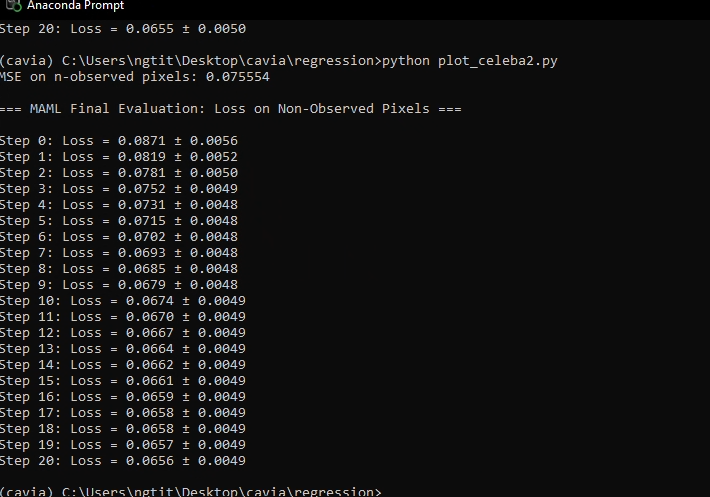 Anaconda Prompt
Step 20: Loss = 0.0655 ± 0.0050
(cavia) C:\Users\ngtit\Desktop\cavia\regression>python plot_celeba2.py
MSE on n-observed pixels: 0.075554
=== MAML Final Evaluation: Loss on Non-Observed Pixels ===
Step 0: Loss = 0.0871 ± 0.0056
Step 1: Loss = 0.0819 ± 0.0052
Step 2: Loss = 0.0781 ± 0.0050
Step 3: Loss = 0.0752 ± 0.0049
Step 4: Loss = 0.0731 ± 0.0048
Step 5: Loss = 0.0715 ± 0.0048
Step 6: Loss = 0.0702 ± 0.0048
Step 7: Loss = 0.0693 ± 0.0048
Step 8: Loss = 0.0685 ± 0.0048
Step 9: Loss = 0.0679 ± 0.0048
Step 10: Loss = 0.0674 ± 0.0049
Step 11: Loss = 0.0670 ± 0.0049
Step 12: Loss = 0.0667 ± 0.0049
Step 13: Loss = 0.0664 ± 0.0049
Step 14: Loss = 0.0662 ± 0.0049
Step 15: Loss = 0.0661 ± 0.0049
Step 16: Loss = 0.0659 ± 0.0049
Step 17: Loss = 0.0658 ± 0.0049
Step 18: Loss = 0.0658 ± 0.0049
Step 19: Loss = 0.0657 ± 0.0049
Step 20: Loss = 0.0656 ± 0.0049
(cavia) C:\Users\ngtit\Desktop\cavia\regression>